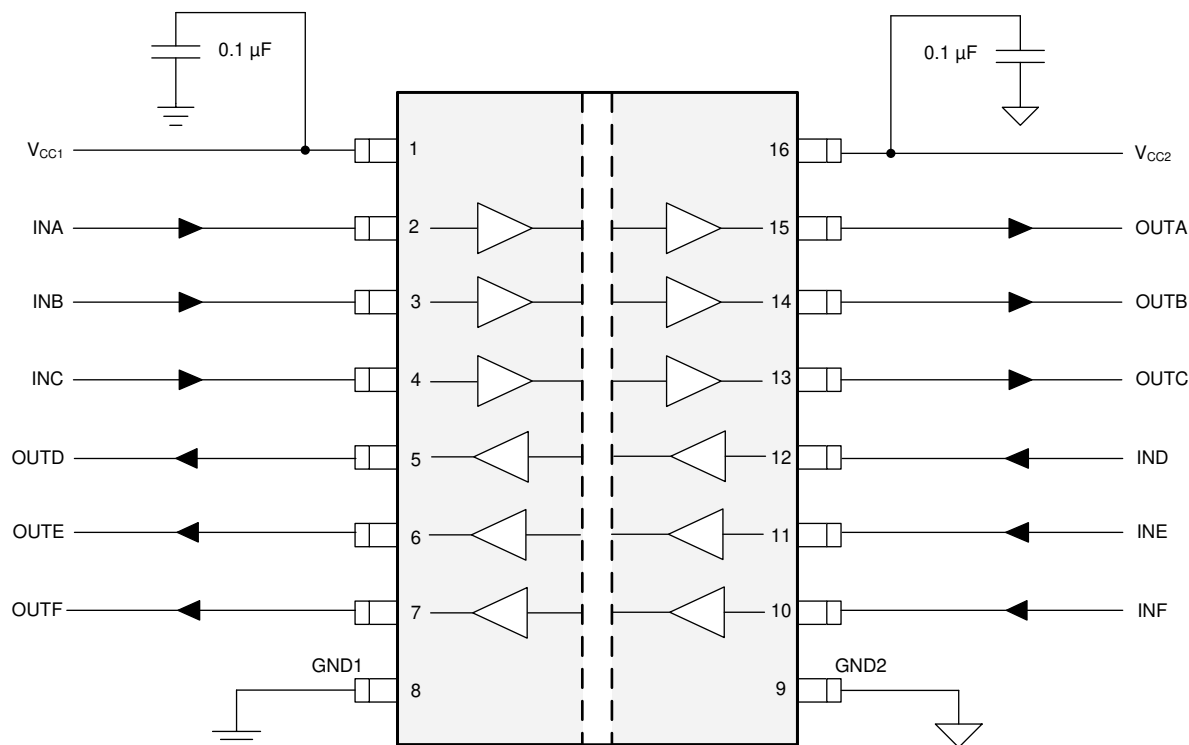 0.1 µF
0.1 µF
VCC1
1
16
VCC2
INA
2
15
OUTA
INB
3
14
OUTB
INC
4
13
OUTC
OUTD
5
12
IND
OUTE
6
11
INE
OUTF
7
10
INF
GND1
GND2
8
9